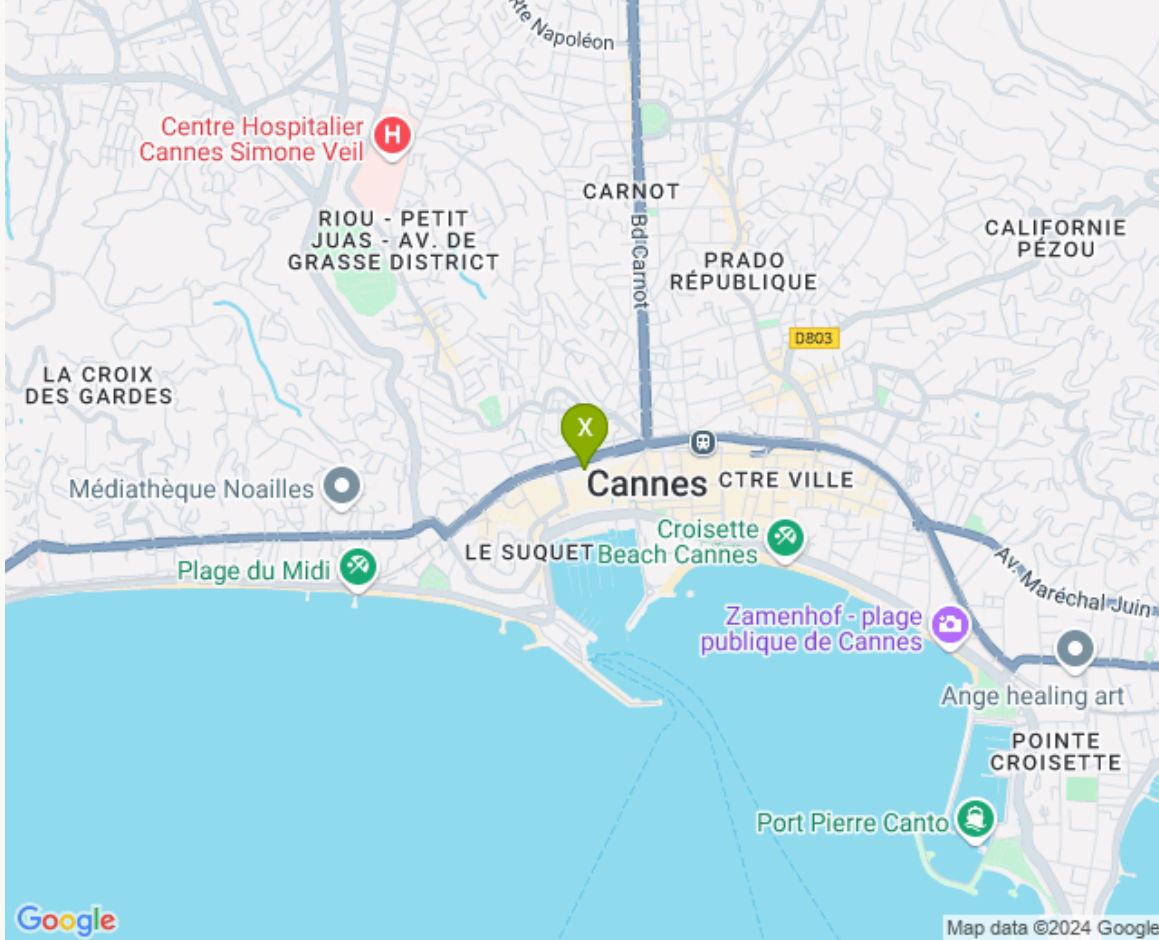 Rte Napoléon
Centre Hospitalier
Cannes Simone Veil
H
CARNOT
RIOU - PETIT
JUAS - AV. DE
GRASSE DISTRICT
Bd Carnot
CALIFORNIE
PÉZOU
PRADO
RÉPUBLIQUE
D803
LA CROIX
DES GARDES
X
Cannes
CTRE VILLE
Médiathèque Noailles
Croisette
Beach Cannes
LE SUQUET
Plage du Midi
Av. Maréchal Juin
Zamenhof - plage
publique de Cannes
Ange healing art
POINTE
CROISETTE
Port Pierre Canto
Google
Map data ©2024 Google